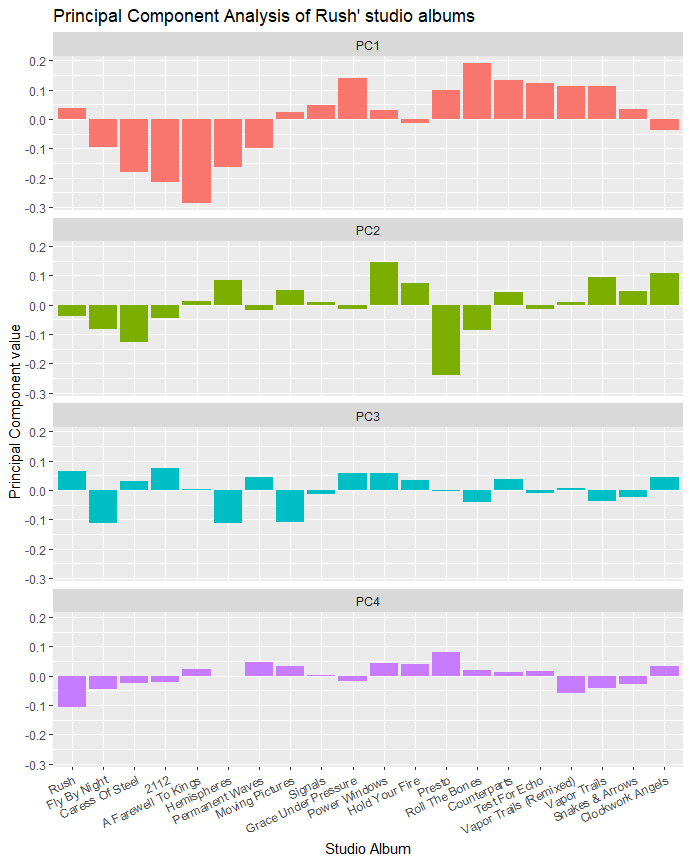 Principal Component Analysis of Rush' studio albums
PC1
0.2
0.1
0.0
-0.1
-0.2
-0.3
PC2
0.2
0.1
0.0
-0.1
-0.2
-0.3
PC3
0.2
0.1
0.0
-0.1
-0.2
-0.3
PC4
0.2
0.1
0.0
-0.1
-0.2
-0.3
Principal Component value
Rush
Fly By Night
Caress Of Steel
2112
A Farewell To Kings
Hemispheres
Permanent Waves
Moving Pictures
Signals
Grace Under Pressure
Power Windows
Hold Your Fire
Presto
Roll The Bones
Counterparts
Test For Echo
Vapor Trails (Remixed)
Vapor Trails
Snakes & Arrows
Clockwork Angels
Studio Album